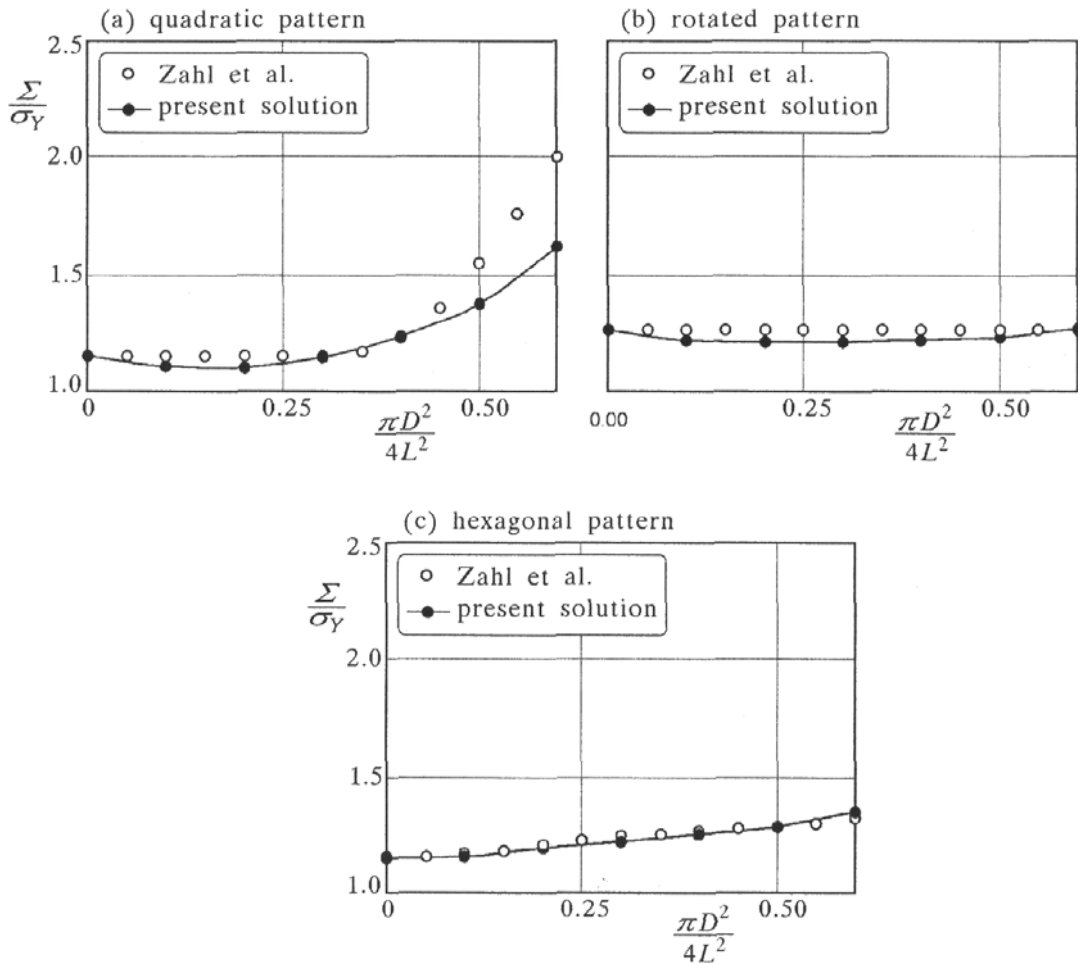 (a) quadratic pattern
2.5
Zahl et al.
present solution
Σ/σY
2.0
1.5
1.0
0
0.25
0.50
πD²/4L²
(b) rotated pattern
Zahl et al.
present solution
0.00
0.25
0.50
πD²/4L²
(c) hexagonal pattern
2.5
Zahl et al.
present solution
Σ/σY
2.0
1.5
1.0
0
0.25
0.50
πD²/4L²